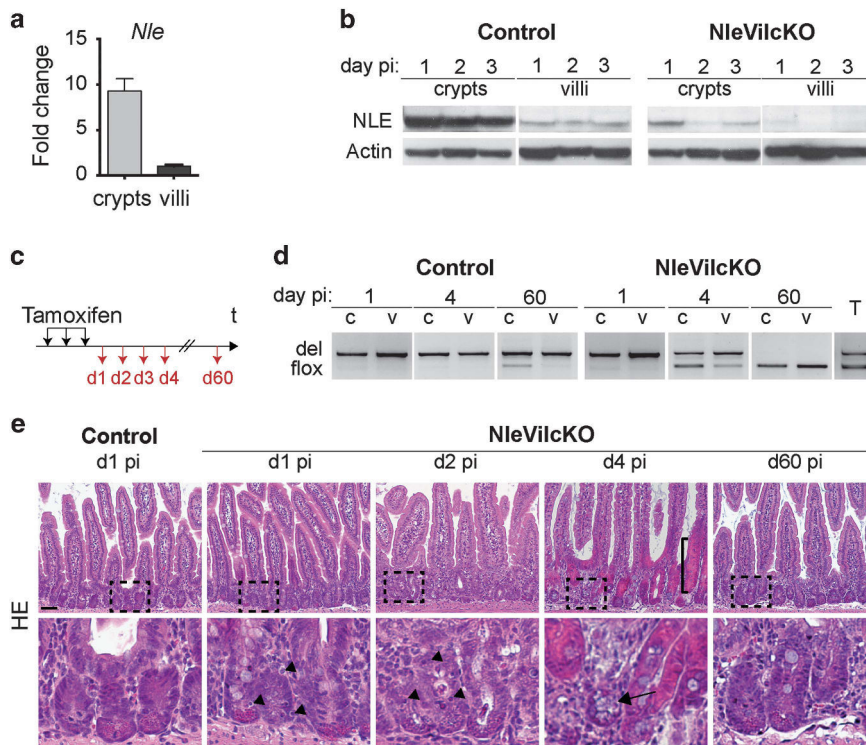 a
Nle
Fold change
15
10
5
0
crypts villi
b
Control NleVilcKO
day pi: 1 2 3 1 2 3 1 2 3 1 2 3
crypts villi crypts villi
NLE
Actin
c
Tamoxifen t
d1 d2 d3 d4 d60
d
Control NleVilcKO
day pi: 1 4 60 1 4 60 T
c v c v c v c v c v c v
del
flox
e
Control NleVilcKO
d1 pi d1 pi d2 pi d4 pi d60 pi
HE